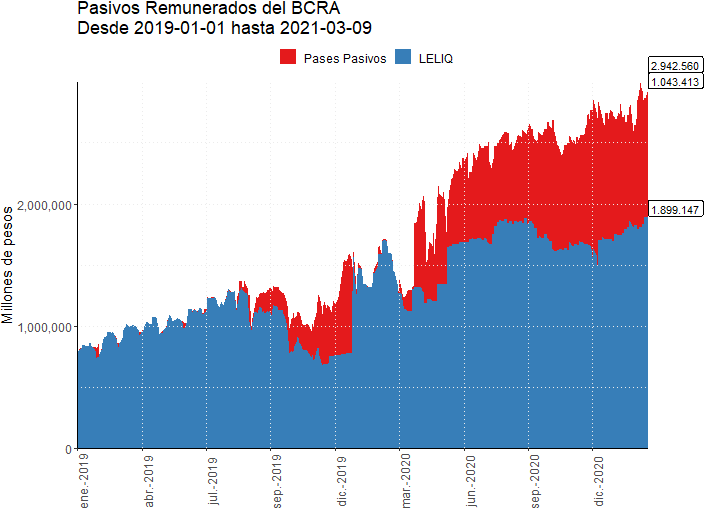 Pasivos Remunerados del BCRA
Desde 2019-01-01 hasta 2021-03-09
Pases Pasivos LELIQ
2.942.560
1.043.413
1.899.147
Millones de pesos
2,000,000
1,000,000
0
ene.-2019
abr.-2019
jul.-2019
sep.-2019
dic.-2019
mar.-2020
jun.-2020
sep.-2020
dic.-2020